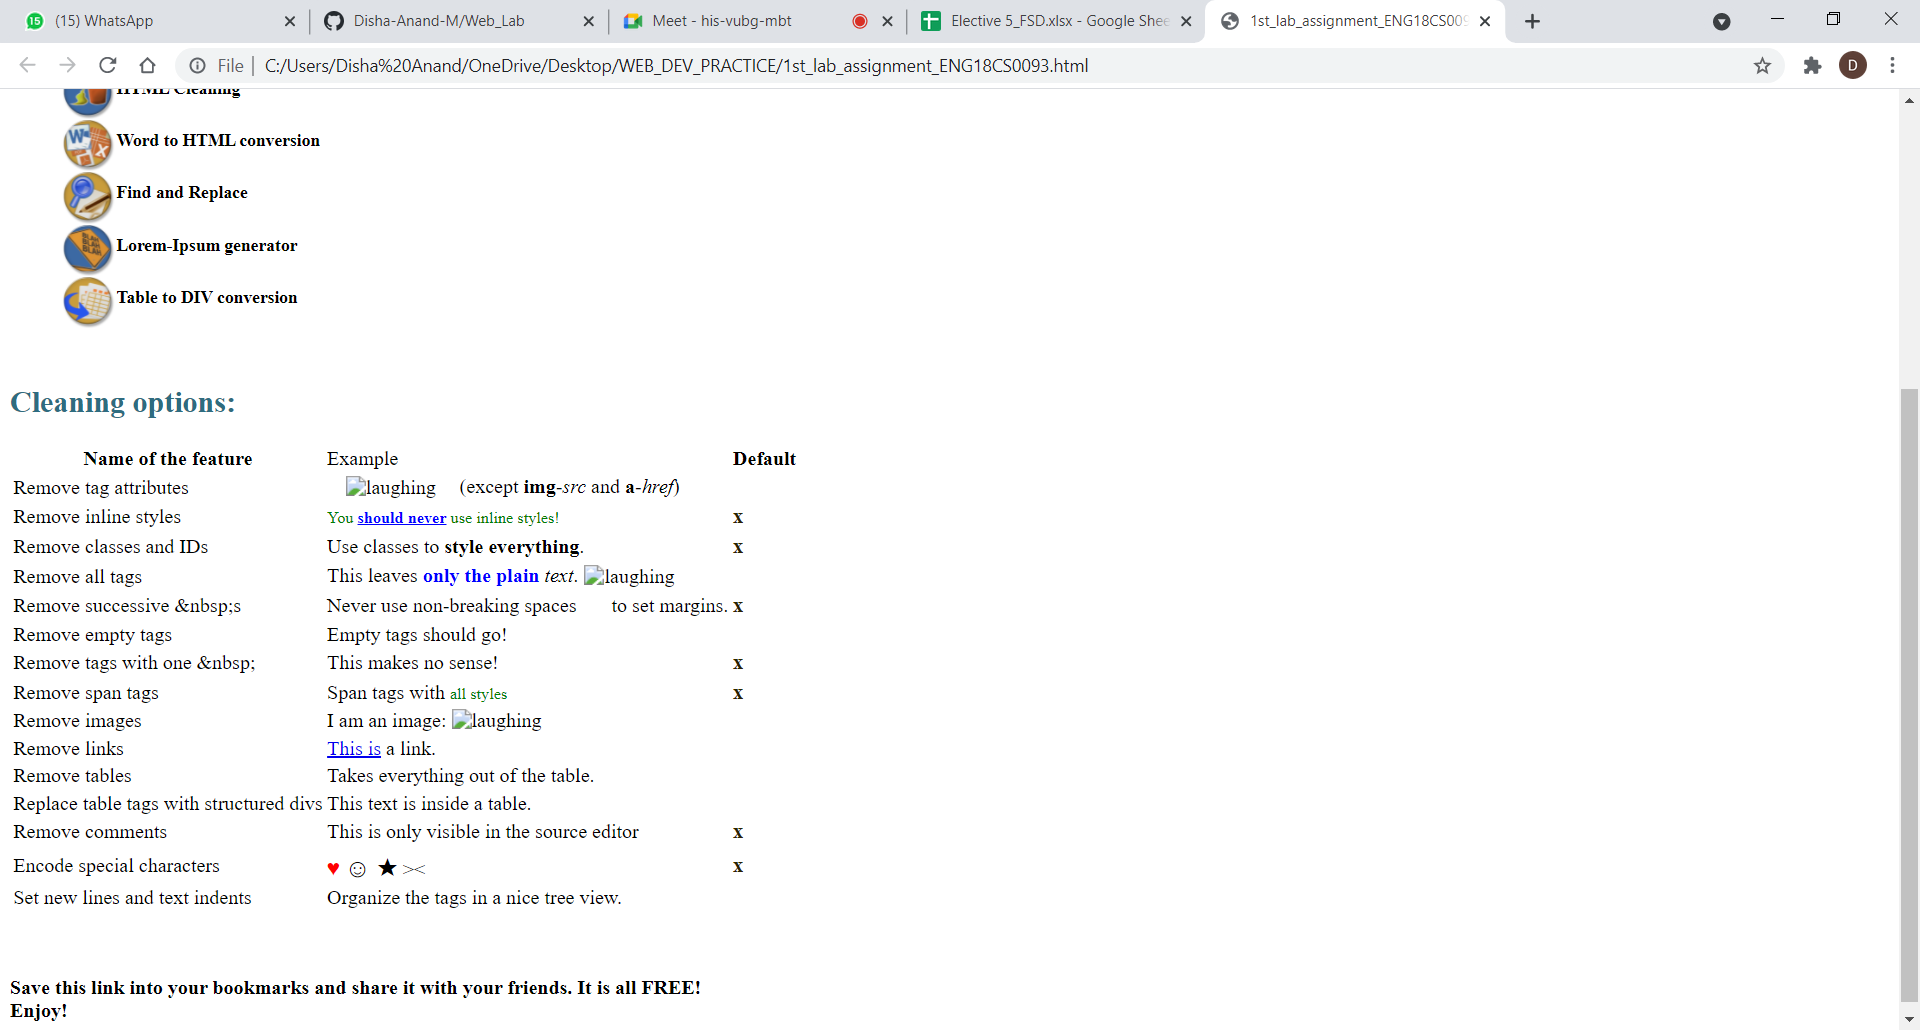 (15) WhatsApp
Disha-Anand-M/Web_Lab
Meet - his-vubg-mbt
Elective 5_FSD.xlsx - Google Shee
1st_lab_assignment_ENG18CS009
File
C:/Users/Disha%20Anand/OneDrive/Desktop/WEB_DEV_PRACTICE/1st_lab_assignment_ENG18CS0093.html
D
HTML Cleaning
Word to HTML conversion
Find and Replace
Lorem-Ipsum generator
Table to DIV conversion
Cleaning options:
Name of the feature Example Default
Remove tag attributes laughing (except img-src and a-href)
Remove inline styles You should never use inline styles! x
Remove classes and IDs Use classes to style everything. x
Remove all tags This leaves only the plain text. laughing
Remove successive &nbsp;s Never use non-breaking spaces to set margins. x
Remove empty tags Empty tags should go!
Remove tags with one &nbsp; This makes no sense! x
Remove span tags Span tags with all styles x
Remove images I am an image: laughing
Remove links This is a link.
Remove tables Takes everything out of the table.
Replace table tags with structured divs This text is inside a table.
Remove comments This is only visible in the source editor x
Encode special characters ♥ ☺ ★ >< x
Set new lines and text indents Organize the tags in a nice tree view.
Save this link into your bookmarks and share it with your friends. It is all FREE!
Enjoy!